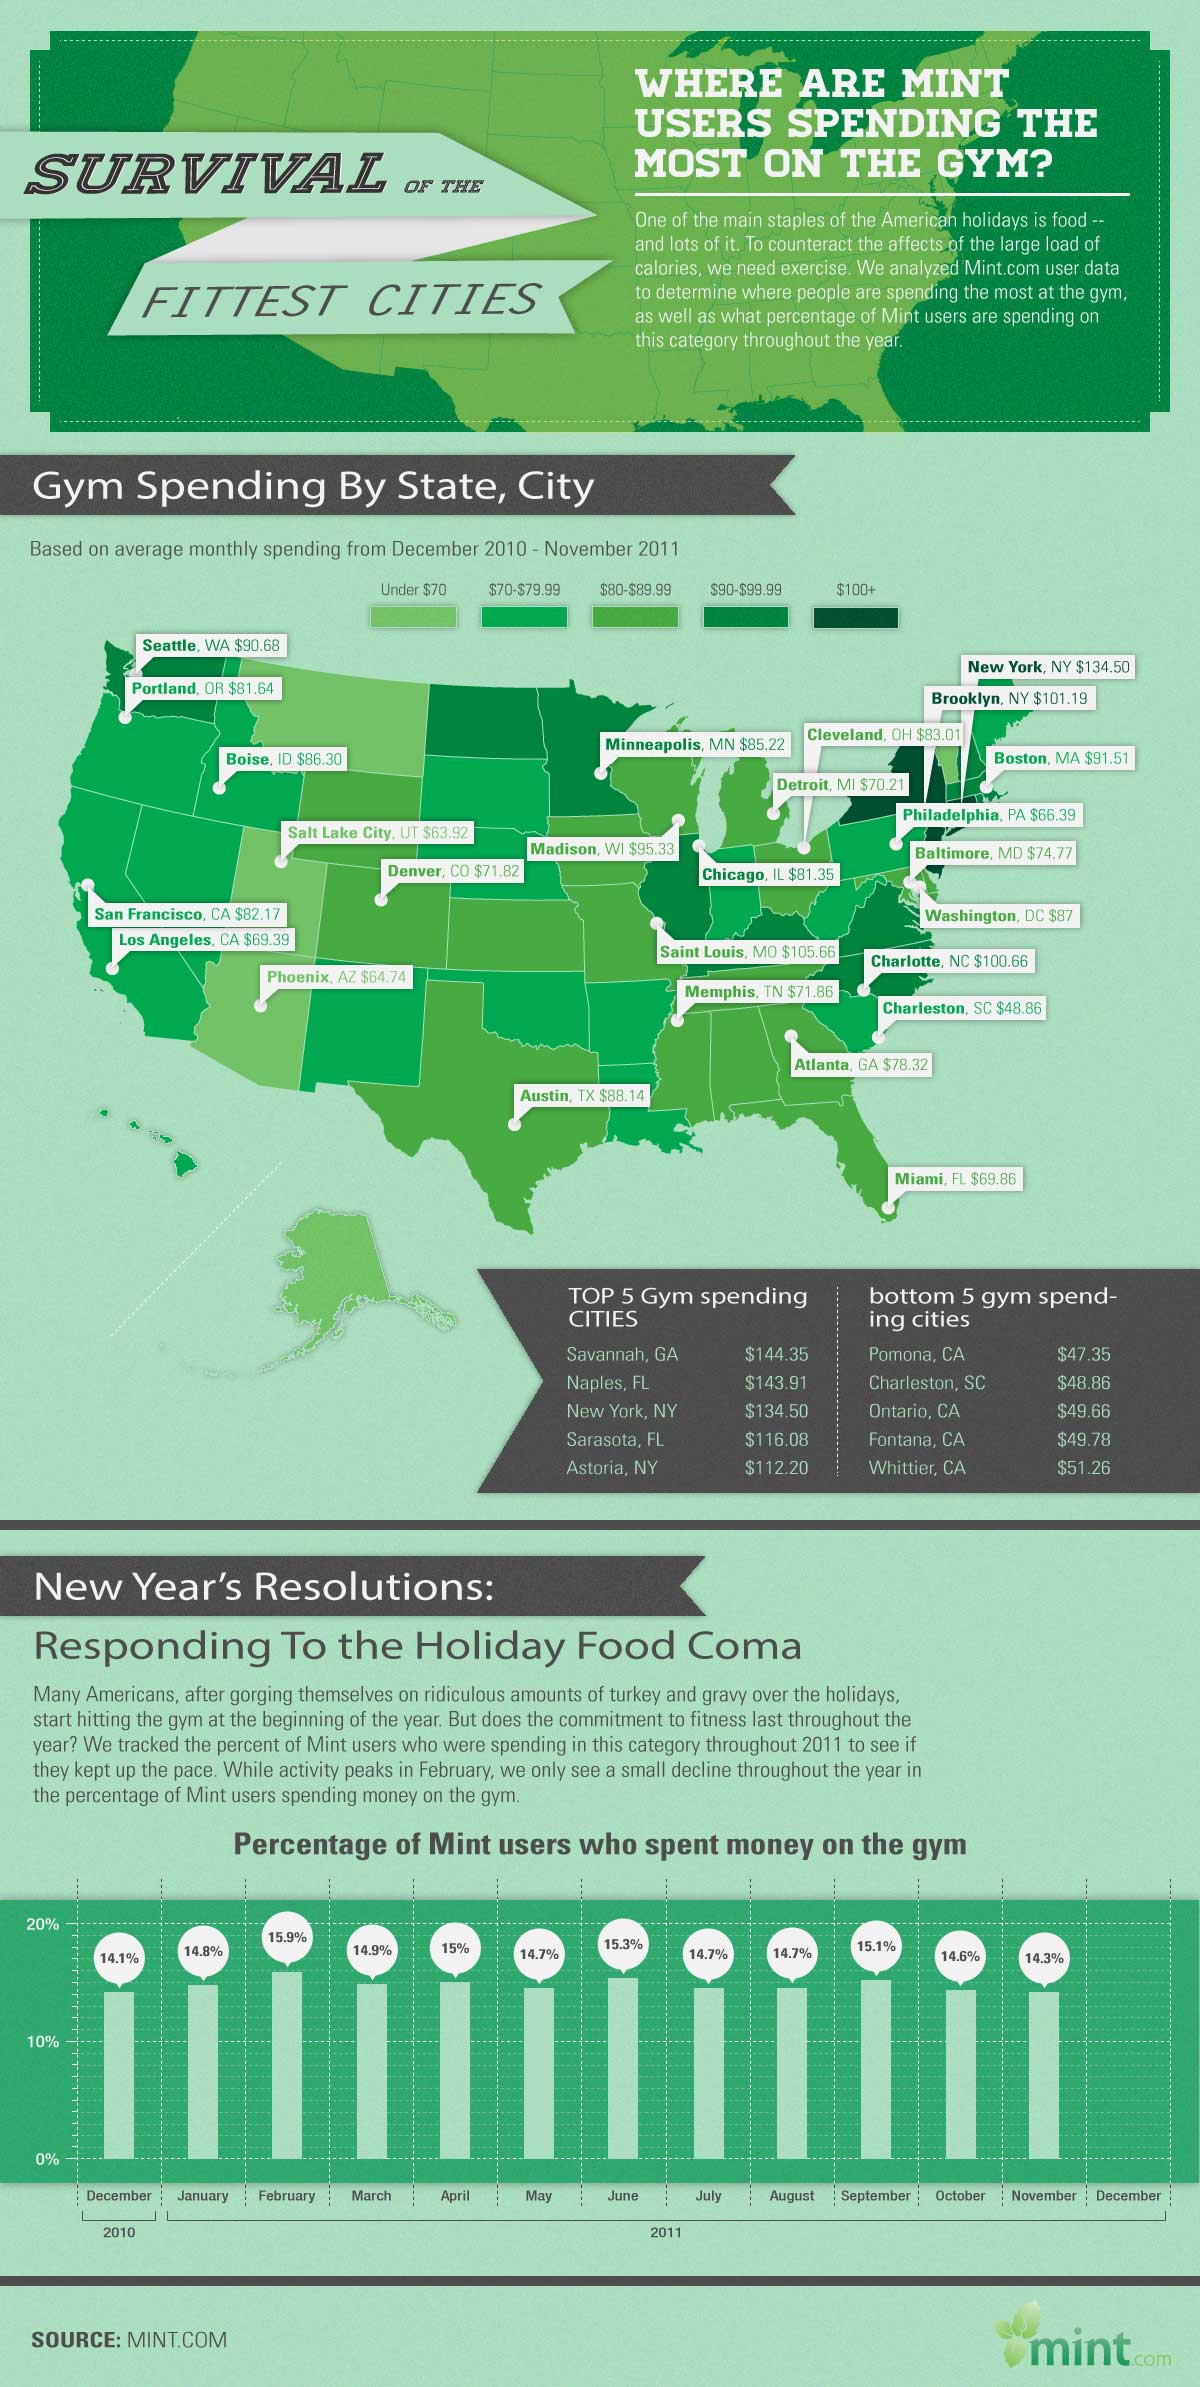 SURVIVAL OF THE
FITTEST CITIES
WHERE ARE MINT
USERS SPENDING THE
MOST ON THE GYM?
One of the main staples of the American holidays is food --
and lots of it. To counteract the affects of the large load of
calories, we need exercise. We analyzed Mint.com user data
to determine where people are spending the most at the gym,
as well as what percentage of Mint users are spending on
this category throughout the year.
Gym Spending By State, City
Based on average monthly spending from December 2010 - November 2011
Under $70
$70-$79.99
$80-$89.99
$90-$99.99
$100+
Seattle, WA $90.68
Portland, OR $81.64
Boise, ID $86.30
Salt Lake City, UT $63.92
Denver, CO $71.82
San Francisco, CA $82.17
Los Angeles, CA $69.39
Phoenix, AZ $64.74
Minneapolis, MN $85.22
Madison, WI $95.33
Chicago, IL $81.35
Saint Louis, MO $105.66
Memphis, TN $71.86
Austin, TX $88.14
New York, NY $134.50
Brooklyn, NY $101.19
Cleveland, OH $83.01
Boston, MA $91.51
Detroit, MI $70.21
Philadelphia, PA $66.39
Baltimore, MD $74.77
Washington, DC $87
Charlotte, NC $100.66
Charleston, SC $48.86
Atlanta, GA $78.32
Miami, FL $69.86
TOP 5 Gym spending
CITIES
Savannah, GA $144.35
Naples, FL $143.91
New York, NY $134.50
Sarasota, FL $116.08
Astoria, NY $112.20
bottom 5 gym spend-
ing cities
Pomona, CA $47.35
Charleston, SC $48.86
Ontario, CA $49.66
Fontana, CA $49.78
Whittier, CA $51.26
New Year's Resolutions:
Responding To the Holiday Food Coma
Many Americans, after gorging themselves on ridiculous amounts of turkey and gravy over the holidays,
start hitting the gym at the beginning of the year. But does the commitment to fitness last throughout the
year? We tracked the percent of Mint users who were spending in this category throughout 2011 to see if
they kept up the pace. While activity peaks in February, we only see a small decline throughout the year in
the percentage of Mint users spending money on the gym.
Percentage of Mint users who spent money on the gym
20%
10%
0%
14.1% 14.8% 15.9% 14.9% 15% 14.7% 15.3% 14.7% 14.7% 15.1% 14.6% 14.3%
December January February March April May June July August September October November December
2010 2011
SOURCE: MINT.COM
mint.com